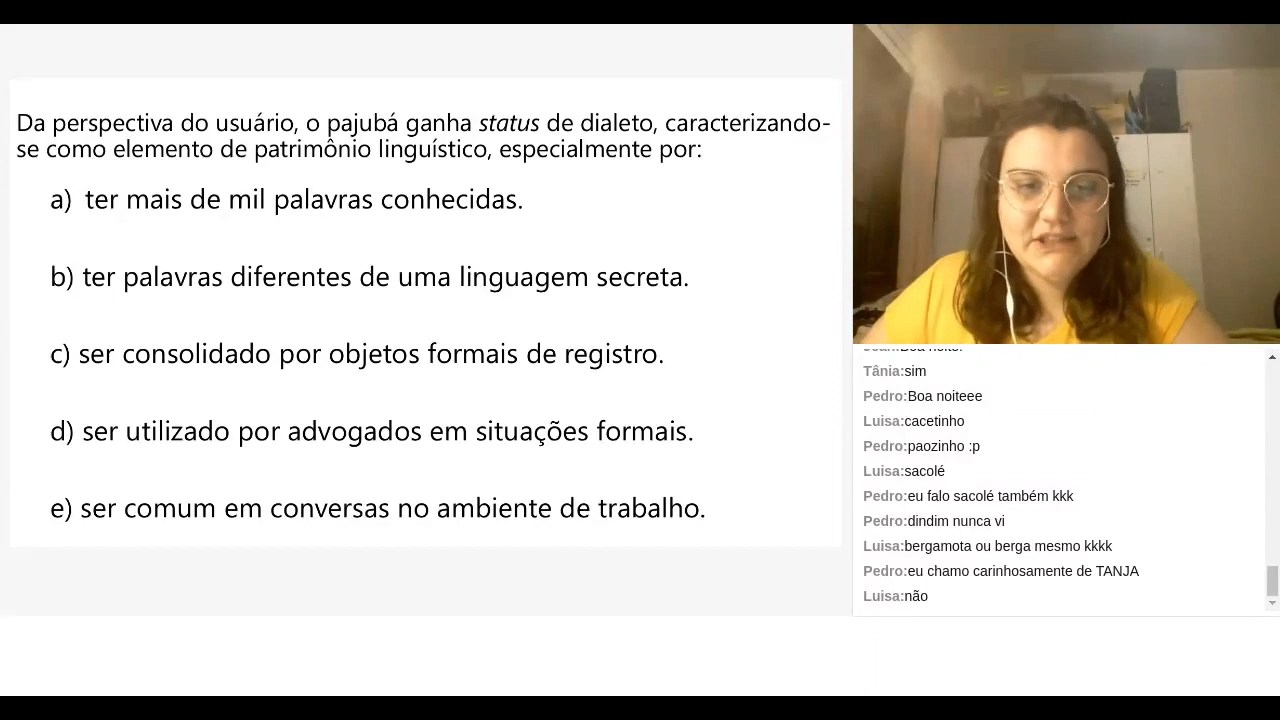 Da perspectiva do usuário, o pajubá ganha status de dialeto, caracterizando-
se como elemento de patrimônio linguístico, especialmente por:
a) ter mais de mil palavras conhecidas.
b) ter palavras diferentes de uma linguagem secreta.
c) ser consolidado por objetos formais de registro.
d) ser utilizado por advogados em situações formais.
e) ser comum em conversas no ambiente de trabalho.
Tânia:sim
Pedro:Boa noiteee
Luisa:cacetinho
Pedro:paozinho :p
Luisa:sacolé
Pedro:eu falo sacolé também kkk
Pedro:dindim nunca vi
Luisa:bergamota ou berga mesmo kkkk
Pedro:eu chamo carinhosamente de TANJA
Luisa:não